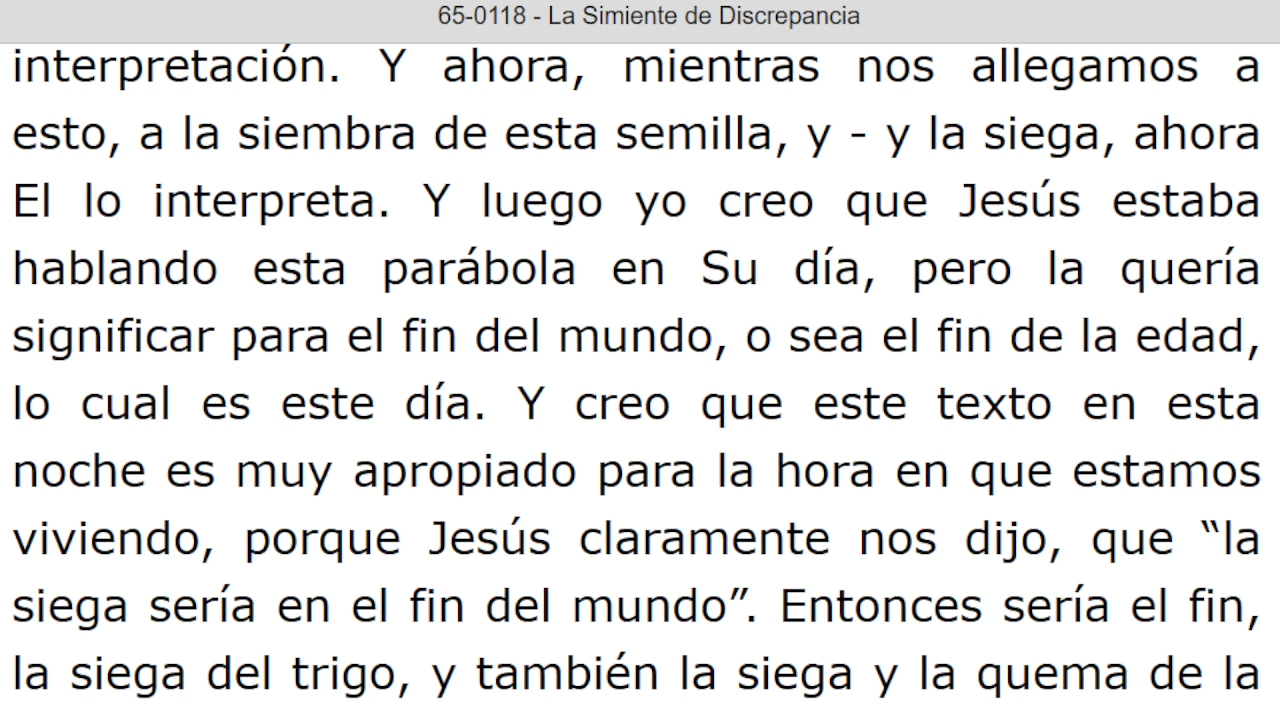 65-0118 - La Simiente de Discrepancia
interpretación. Y ahora, mientras nos allegamos a
esto, a la siembra de esta semilla, y - y la siega, ahora
El lo interpreta. Y luego yo creo que Jesús estaba
hablando esta parábola en Su día, pero la quería
significar para el fin del mundo, o sea el fin de la edad,
lo cual es este día. Y creo que este texto en esta
noche es muy apropiado para la hora en que estamos
viviendo, porque Jesús claramente nos dijo, que “la
siega sería en el fin del mundo”. Entonces sería el fin,
la siega del trigo, y también la siega y la quema de la